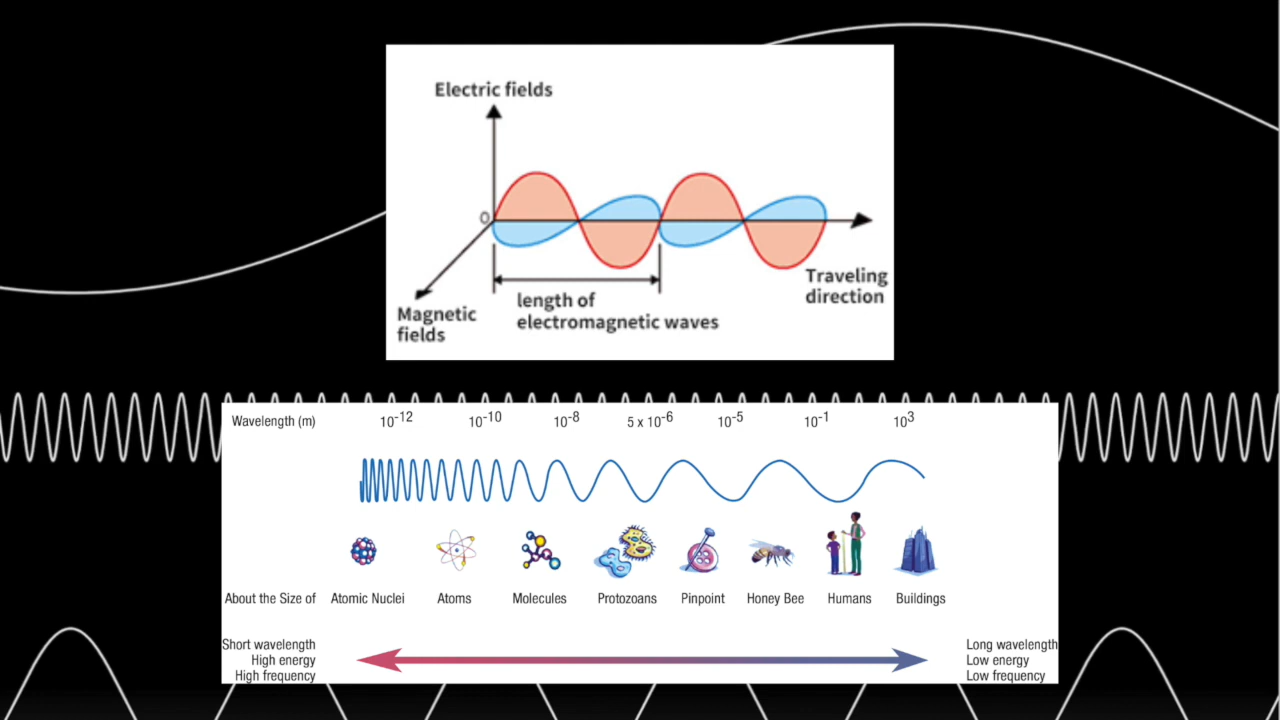 Electric fields
0
Magnetic
fields
length of
electromagnetic waves
Traveling
direction
Wavelength (m) 10-12 10-10 10-8 5 x 10-6 10-5 10-1 103
About the Size of Atomic Nuclei Atoms Molecules Protozoans Pinpoint Honey Bee Humans Buildings
Short wavelength
High energy
High frequency
Long wavelength
Low energy
Low frequency